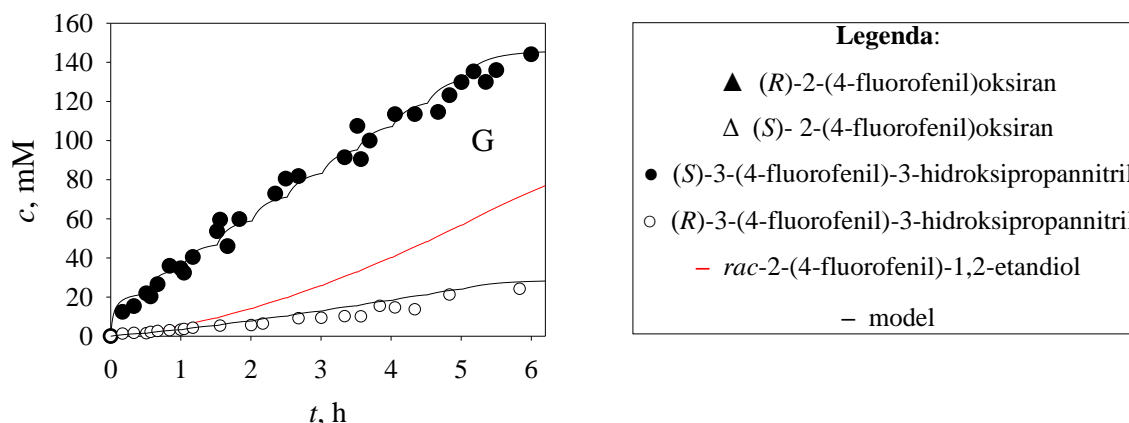 160
140
120
100
80
60
40
20
0
c, mM
G
0 1 2 3 4 5 6
t, h
Legenda:
▲ (R)-2-(4-fluorofenil)oksiran
Δ (S)- 2-(4-fluorofenil)oksiran
● (S)-3-(4-fluorofenil)-3-hidroksipropannitril
○ (R)-3-(4-fluorofenil)-3-hidroksipropannitril
– rac-2-(4-fluorofenil)-1,2-etandiol
– model